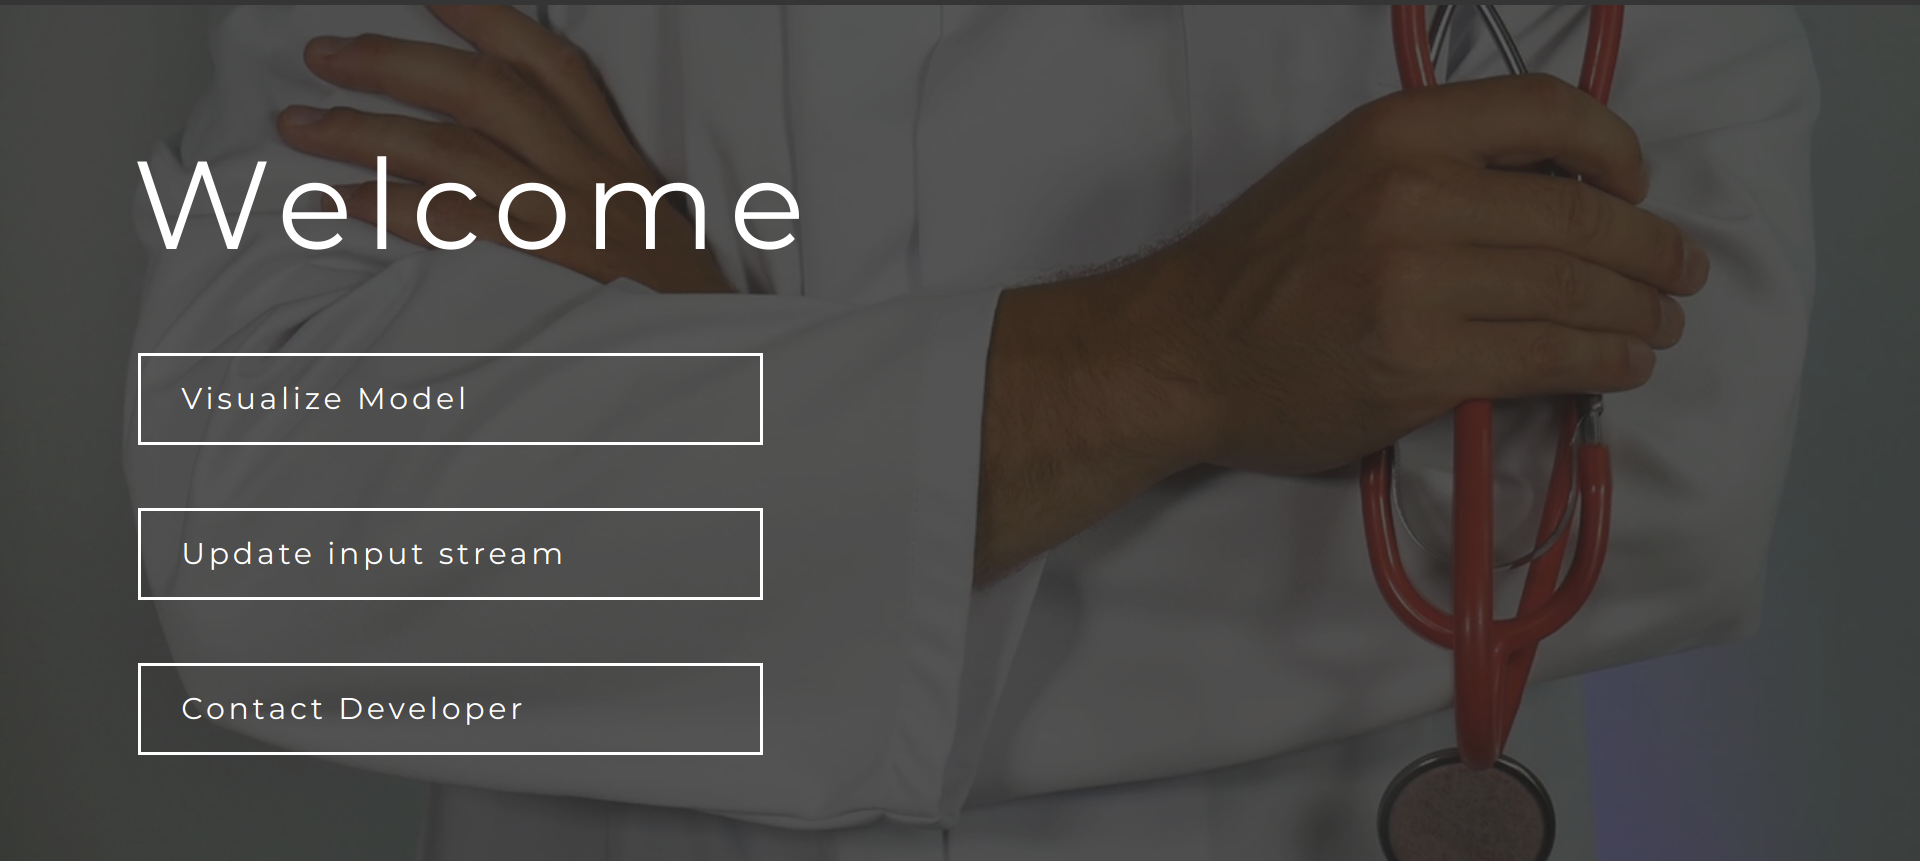 Welcome
Visualize Model
Update input stream
Contact Developer